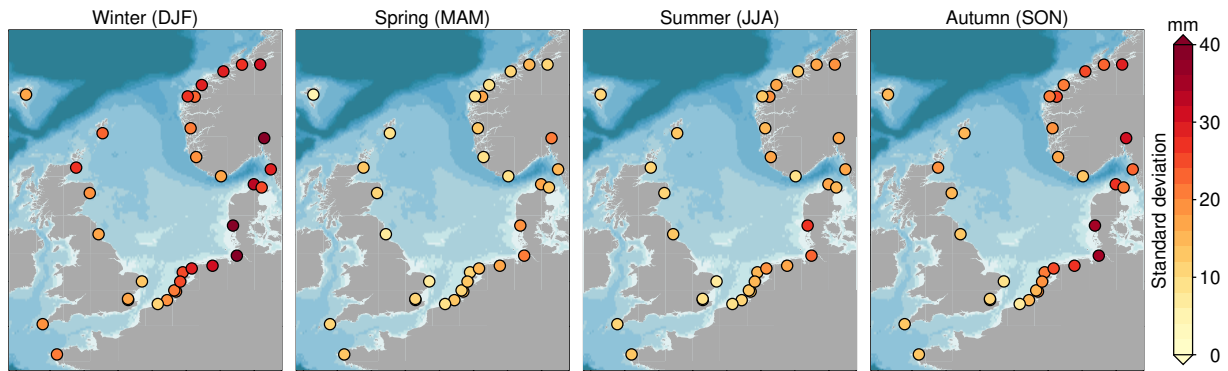 Winter (DJF)
Spring (MAM)
Summer (JJA)
Autumn (SON)
mm
40
30
20
10
0
Standard deviation